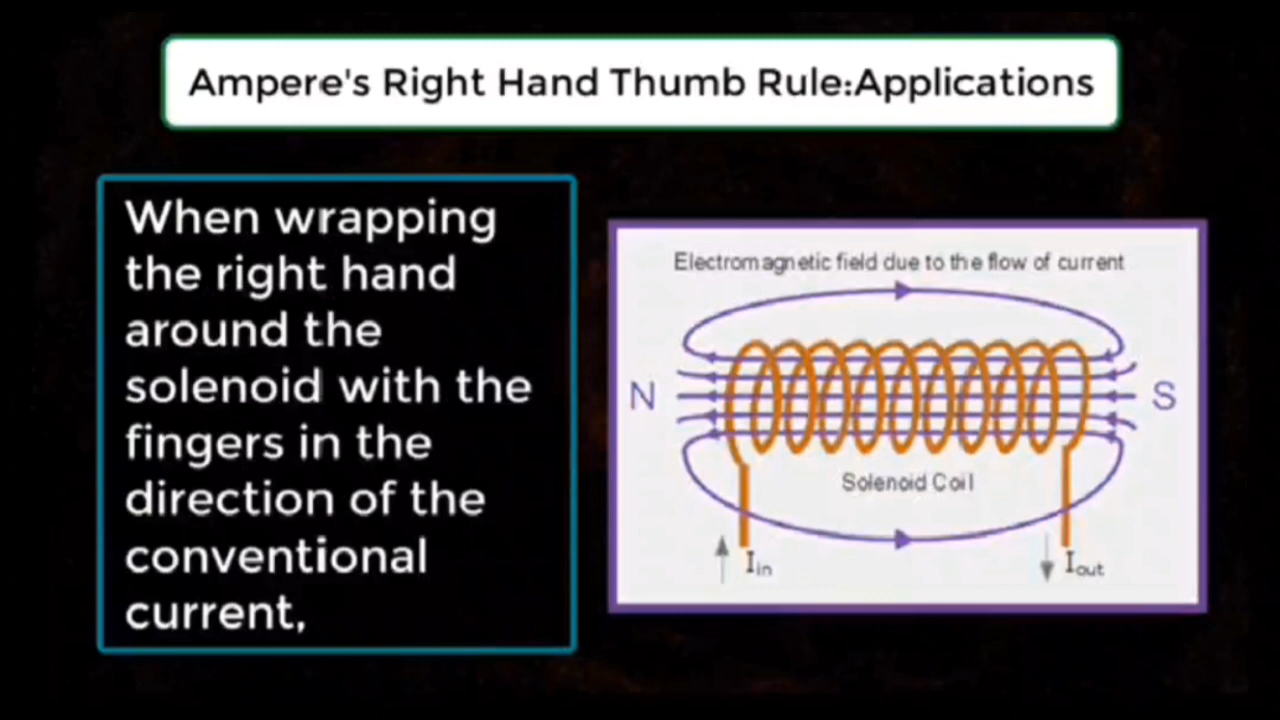 Ampere's Right Hand Thumb Rule:Applications
When wrapping
the right hand
around the
solenoid with the
fingers in the
direction of the
conventional
current,
Electromagnetic field due to the flow of current
N
S
Solenoid Coil
Iin
Iout